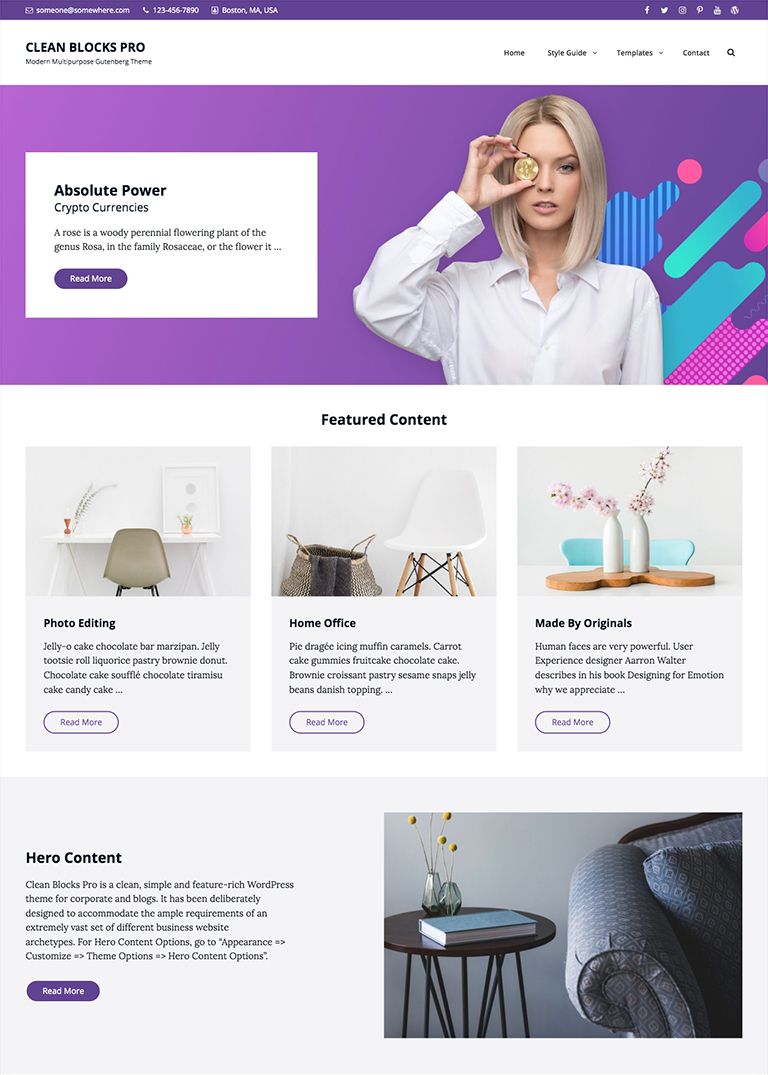 someone@somewhere.com 123-456-7890 Boston, MA, USA
CLEAN BLOCKS PRO
Modern Multipurpose Gutenberg Theme
Home Style Guide Templates Contact
Absolute Power
Crypto Currencies
A rose is a woody perennial flowering plant of the
genus Rosa, in the family Rosaceae, or the flower it ...
Read More
Featured Content
Photo Editing
Jelly-o cake chocolate bar marzipan. Jelly
tootsie roll liquorice pastry brownie donut.
Chocolate cake soufflé chocolate tiramisu
cake candy cake ...
Read More
Home Office
Pie dragée icing muffin caramels. Carrot
cake gummies fruitcake chocolate cake.
Brownie croissant pastry sesame snaps jelly
beans danish topping. ...
Read More
Made By Originals
Human faces are very powerful. User
Experience designer Aarron Walter
describes in his book Designing for Emotion
why we appreciate ...
Read More
Hero Content
Clean Blocks Pro is a clean, simple and feature-rich WordPress
theme for corporate and blogs. It has been deliberately
designed to accommodate the ample requirements of an
extremely vast set of different business website
archetypes. For Hero Content Options, go to “Appearance =>
Customize => Theme Options => Hero Content Options”.
Read More